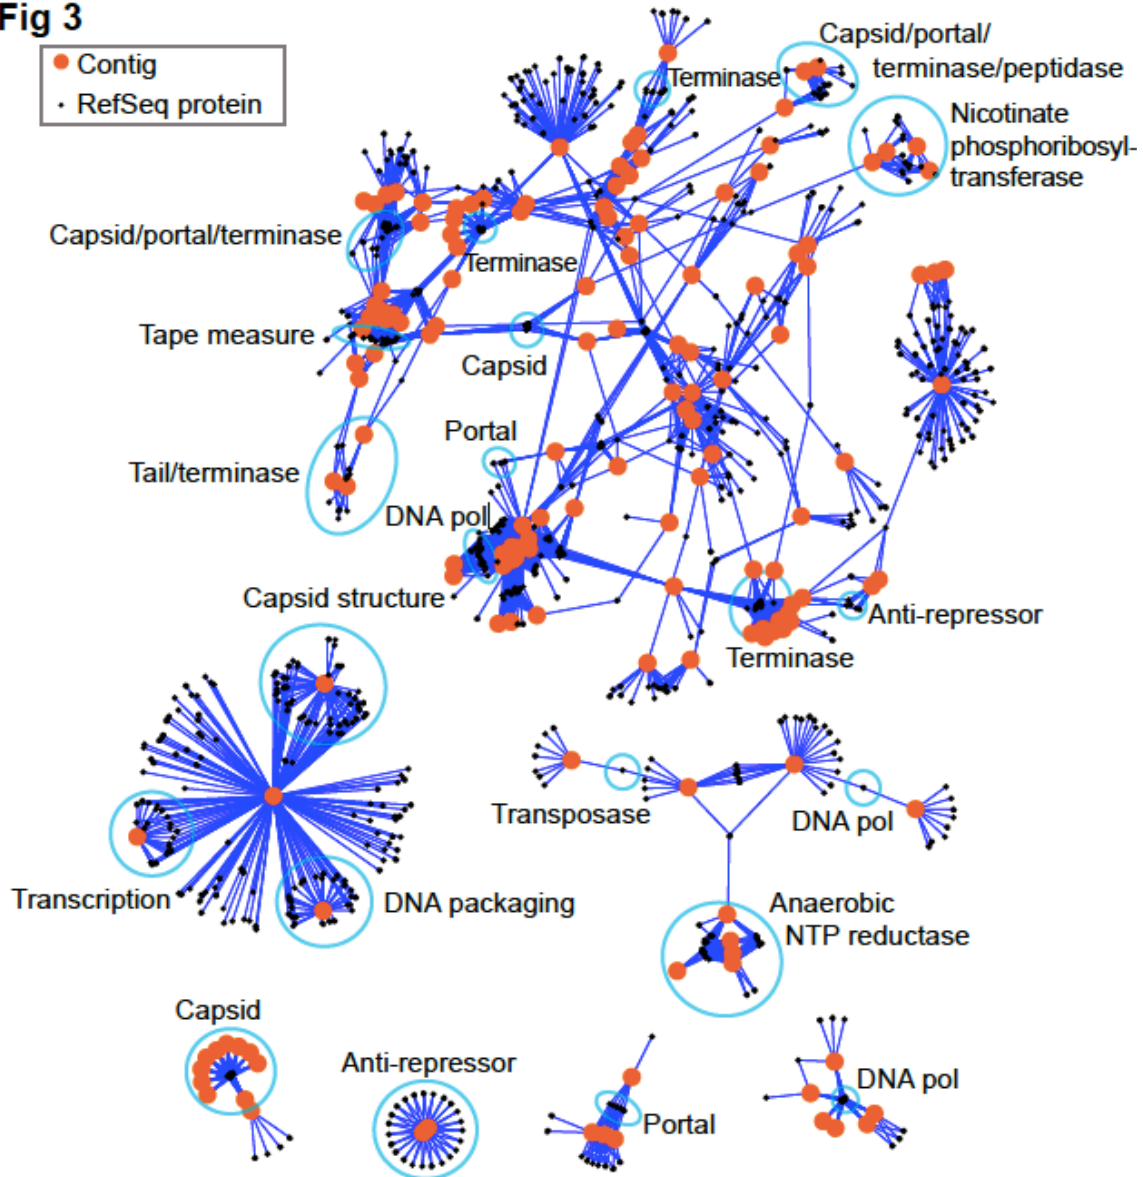 Fig 3
Contig
RefSeq protein
Capsid/portal/
terminase/peptidase
Terminase
Nicotinate
phosphoribosyl-
transferase
Capsid/portal/terminase
Terminase
Tape measure
Capsid
Portal
Tail/terminase
DNA pol
Capsid structure
Anti-repressor
Terminase
Transposase
DNA pol
Transcription
DNA packaging
Anaerobic
NTP reductase
Capsid
Anti-repressor
DNA pol
Portal